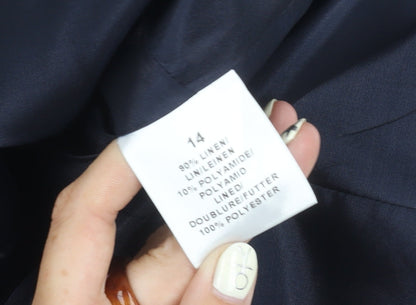 14
90% LINEN/
LIN/LEINEN
10% POLYAMIDE/
POLYAMID
LINED/
DOUBLURE/FUTTER
100% POLYESTER